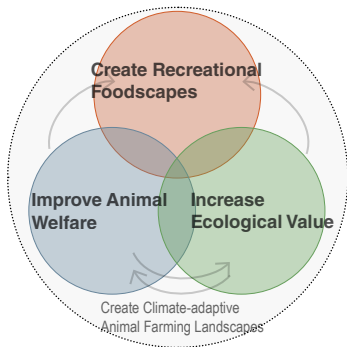 Create Recreational
Foodscapes
Improve Animal
Welfare
Increase
Ecological Value
Create Climate-adaptive
Animal Farming Landscapes